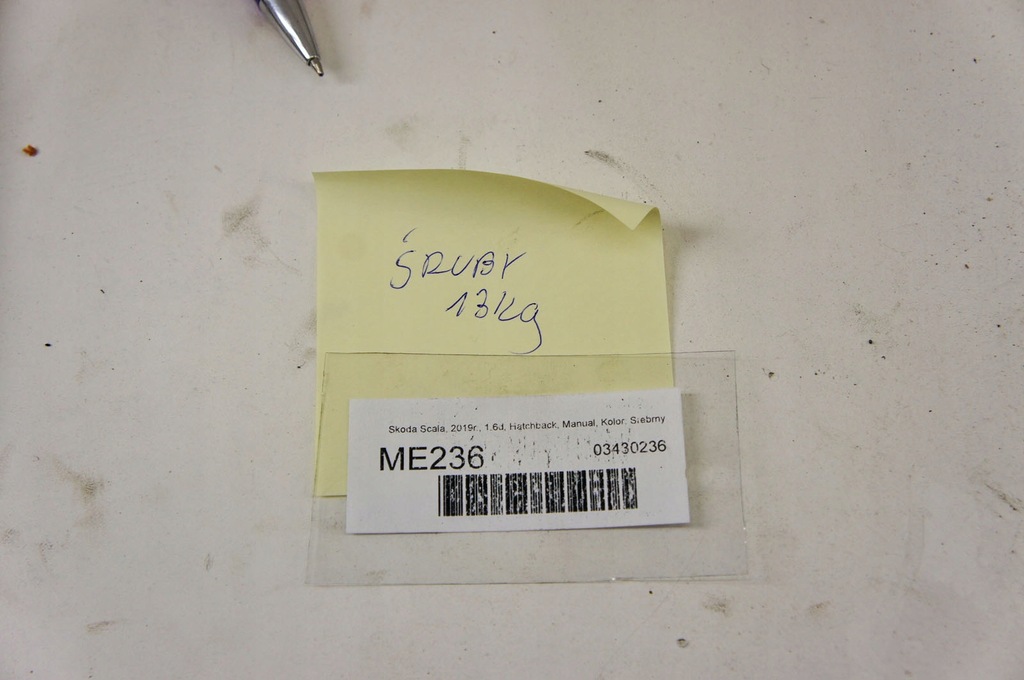 ŚRUBY
13kg
Skoda Scala, 2019r., 1.6d, Hatchback, Manual, Kolor: Srebrny
ME236 03430236